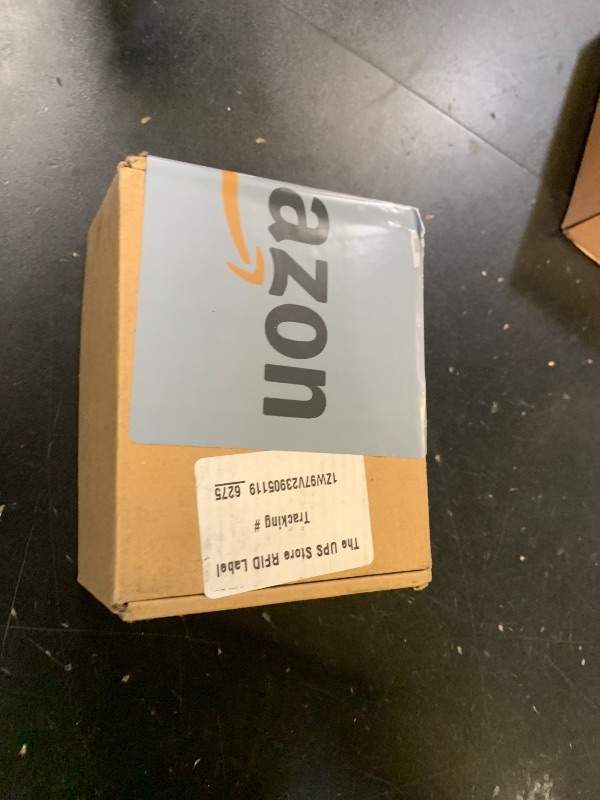 azon
The UPS Store RFID Label
Tracking #
1ZW97V23905119 6275